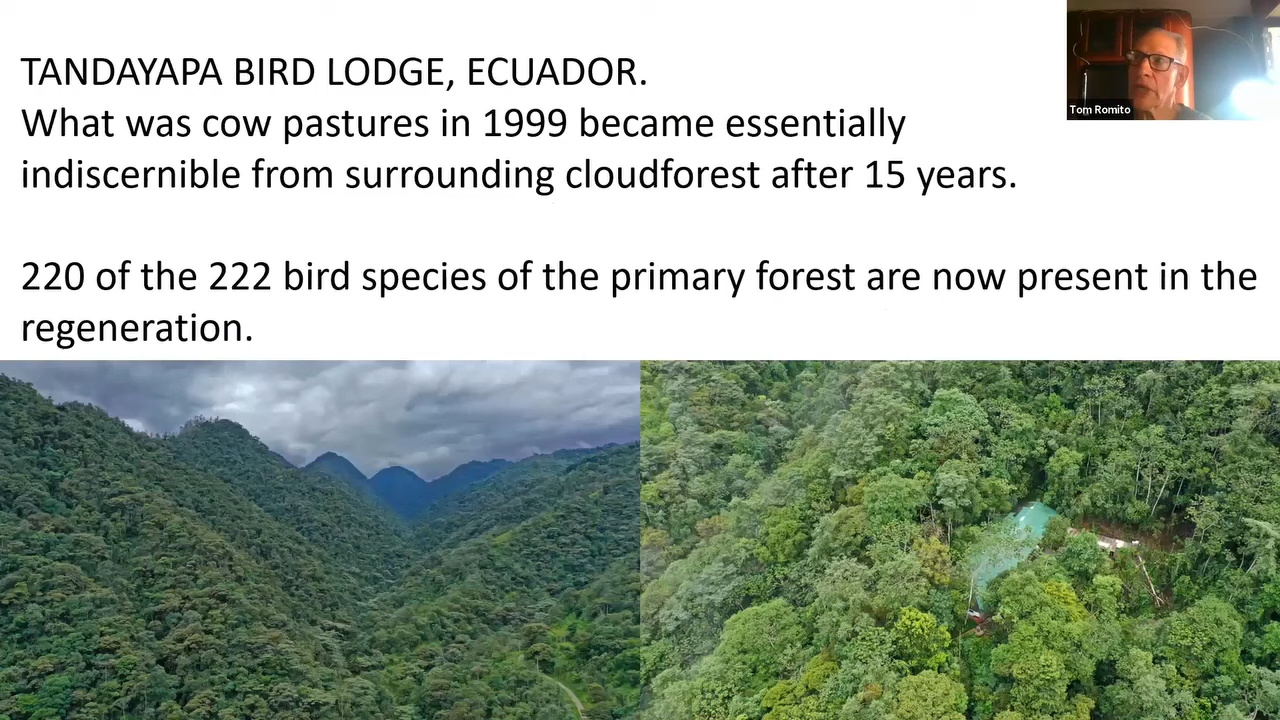 TANDAYAPA BIRD LODGE, ECUADOR.
What was cow pastures in 1999 became essentially
indiscernible from surrounding cloudforest after 15 years.
220 of the 222 bird species of the primary forest are now present in the
regeneration.
Tom Romito